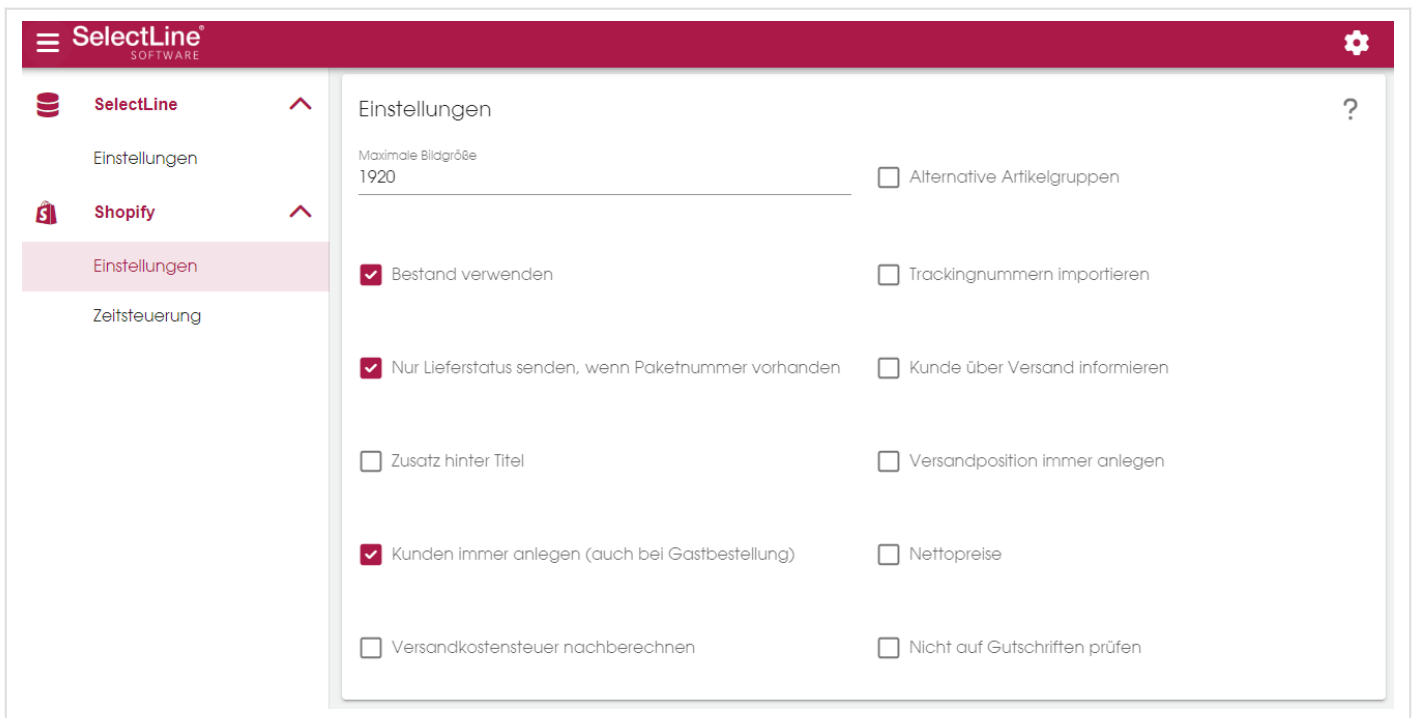 SelectLine®
SOFTWARE
SelectLine
Einstellungen
Shopify
Einstellungen
Zeitsteuerung
Einstellungen
?
Maximale Bildgröße
1920
Alternative Artikelgruppen
Bestand verwenden
Trackingnummern importieren
Nur Lieferstatus senden, wenn Paketnummer vorhanden
Kunde über Versand informieren
Zusatz hinter Titel
Versandposition immer anlegen
Kunden immer anlegen (auch bei Gastbestellung)
Nettopreise
Versandkostensteuer nachberechnen
Nicht auf Gutschriften prüfen